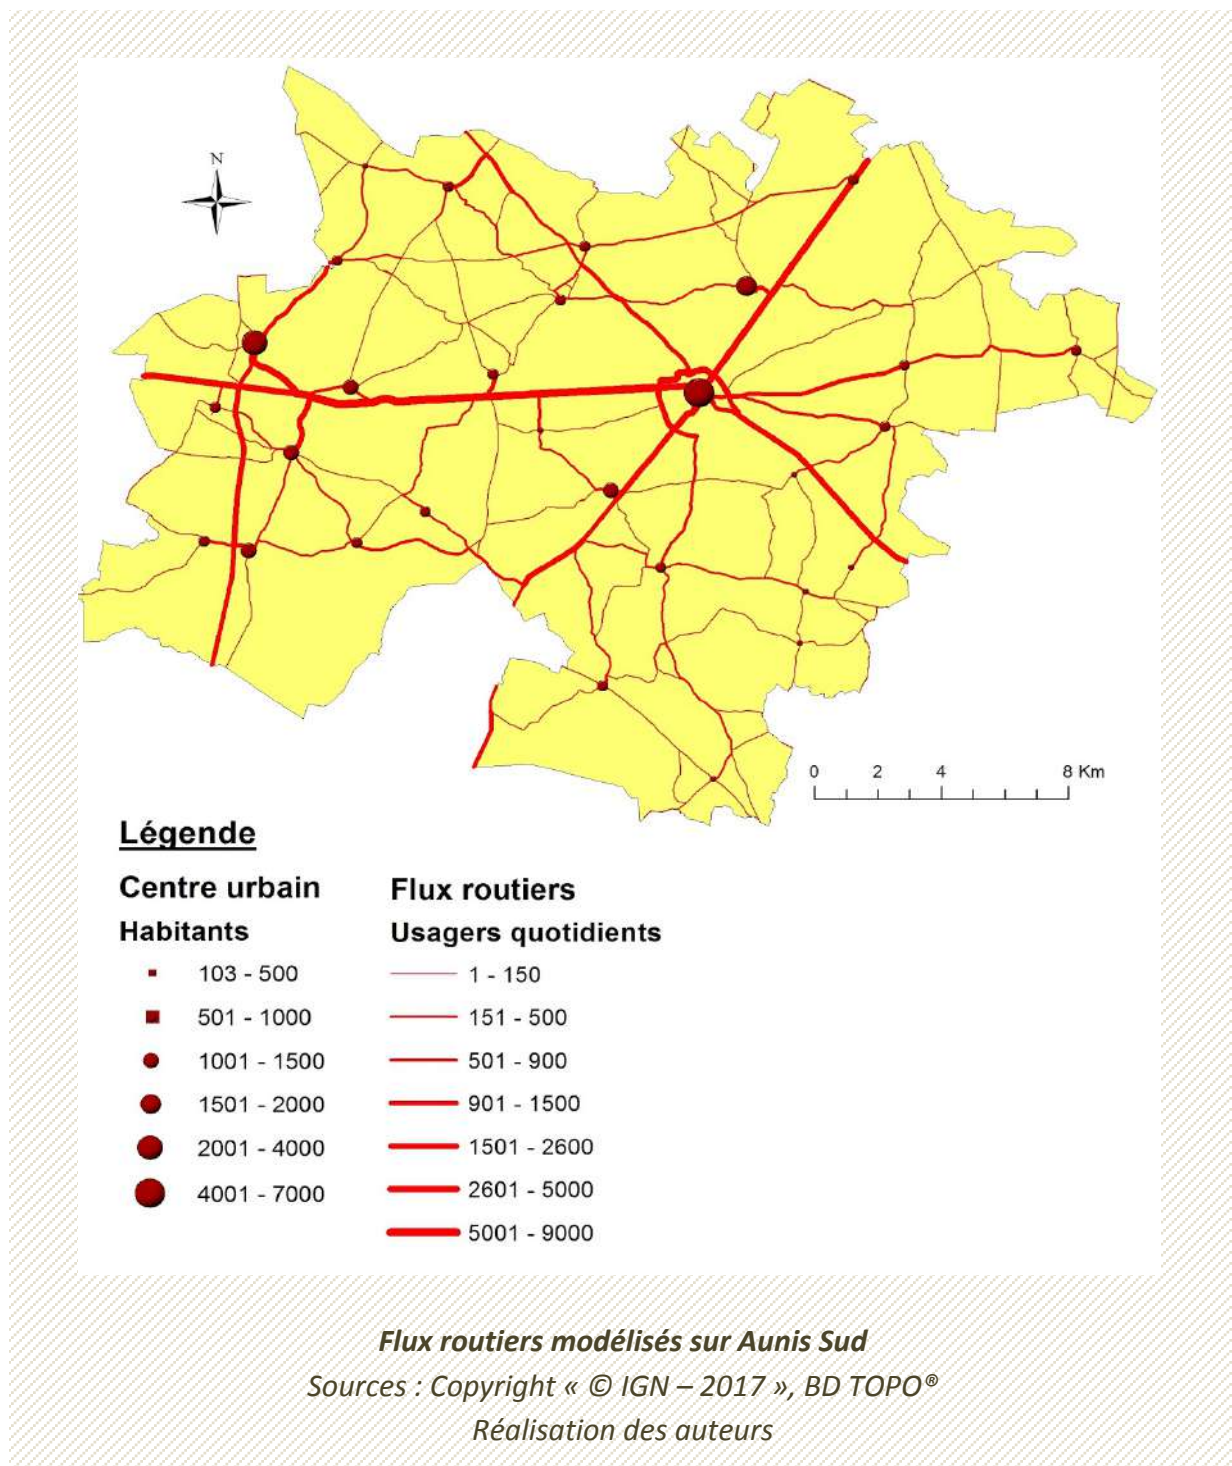 N
0 2 4 8 Km
Légende
Centre urbain
Habitants
103 - 500
501 - 1000
1001 - 1500
1501 - 2000
2001 - 4000
4001 - 7000
Flux routiers
Usagers quotidients
1 - 150
151 - 500
501 - 900
901 - 1500
1501 - 2600
2601 - 5000
5001 - 9000
Flux routiers modélisés sur Aunis Sud
Sources : Copyright « © IGN – 2017 », BD TOPO®
Réalisation des auteurs